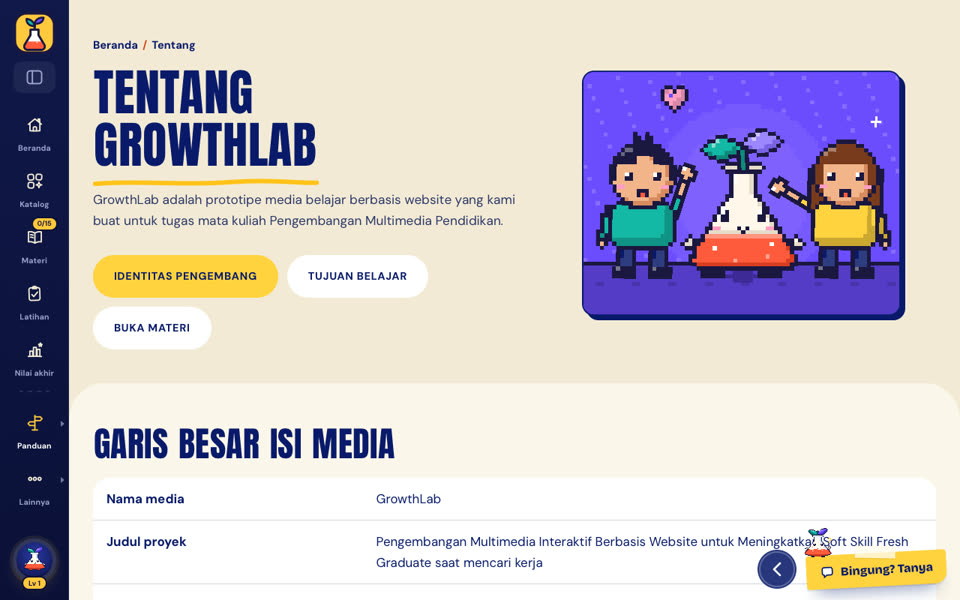 Beranda / Tentang
TENTANG
GROWTHLAB
GrowthLab adalah prototipe media belajar berbasis website yang kami
buat untuk tugas mata kuliah Pengembangan Multimedia Pendidikan.
IDENTITAS PENGEMBANG
TUJUAN BELAJAR
BUKA MATERI
Beranda
Katalog
0/15
Materi
Latihan
Nilai akhir
Panduan
Lainnya
Lv 1
GARIS BESAR ISI MEDIA
Nama media
GrowthLab
Judul proyek
Pengembangan Multimedia Interaktif Berbasis Website untuk Meningkatkan Soft Skill Fresh
Graduate saat mencari kerja
Bingung? Tanya